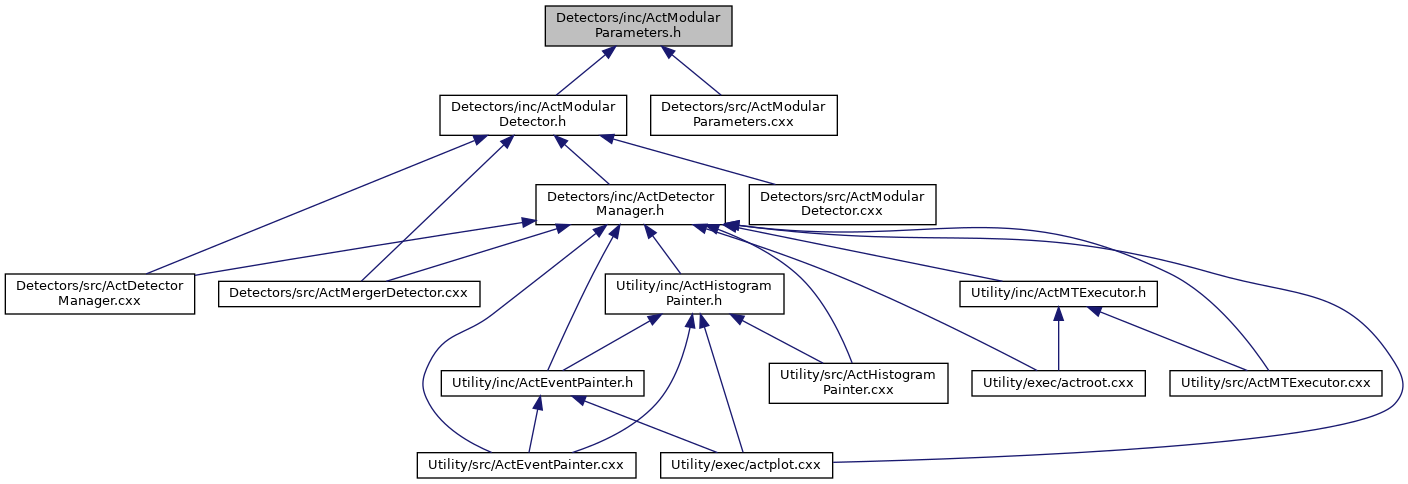 Detectors/inc/ActModular
Parameters.h
Detectors/inc/ActModular
Detector.h
Detectors/src/ActModular
Parameters.cxx
Detectors/inc/ActDetector
Manager.h
Detectors/src/ActModular
Detector.cxx
Detectors/src/ActDetector
Manager.cxx
Detectors/src/ActMergerDetector.cxx
Utility/inc/ActHistogram
Painter.h
Utility/inc/ActMTExecutor.h
Utility/inc/ActEventPainter.h
Utility/src/ActHistogram
Painter.cxx
Utility/exec/actroot.cxx
Utility/src/ActMTExecutor.cxx
Utility/src/ActEventPainter.cxx
Utility/exec/actplot.cxx